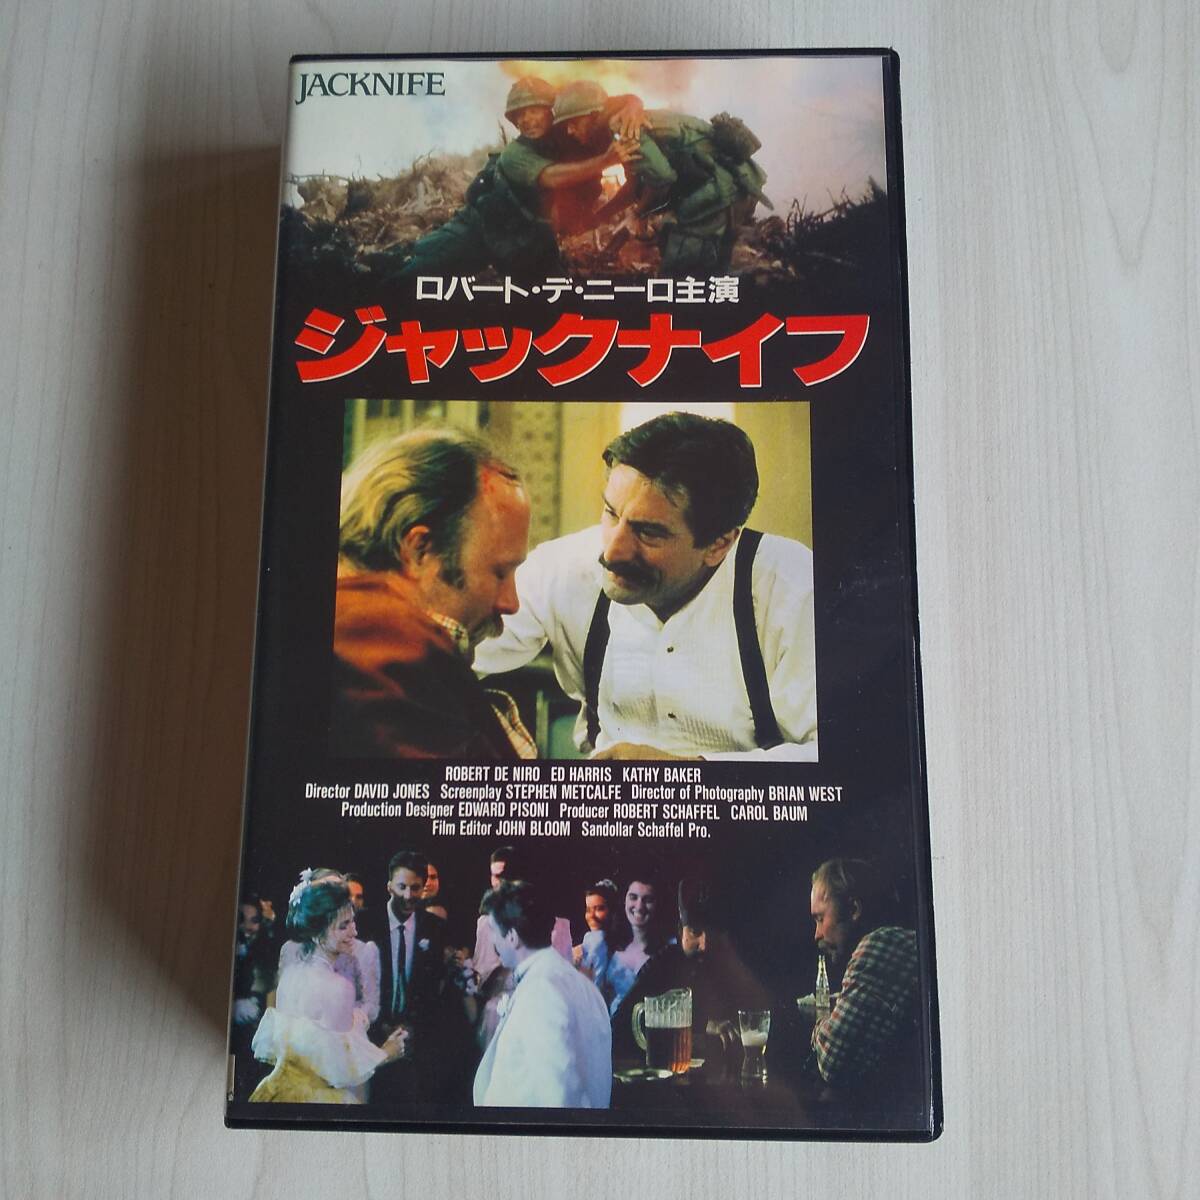 JACKNIFE
ロバート・デ・ニーロ主演
ジャックナイフ
ROBERT DE NIRO ED HARRIS KATHY BAKER
Director DAVID JONES Screenplay STEPHEN METCALFE Director of Photography BRIAN WEST
Production Designer EDWARD PISONI Producer ROBERT SCHAFFEL CAROL BAUM
Film Editor JOHN BLOOM Sandollar Schaffel Pro.